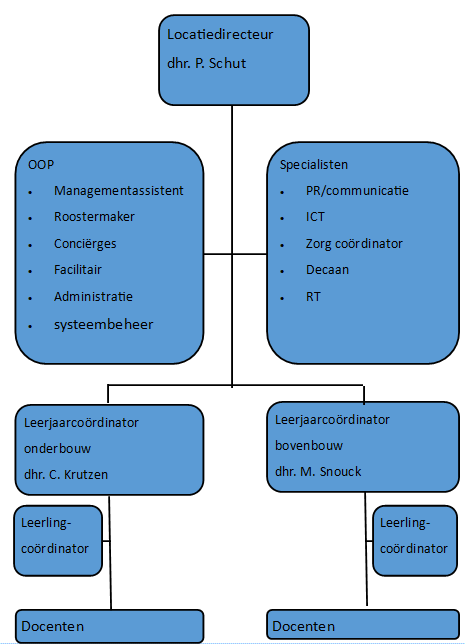 Locatiedirecteur
dhr. P. Schut
OOP
• Managementassistent
• Roostermaker
• Conciërges
• Facilitair
• Administratie
• systeembeheer
Specialisten
• PR/communicatie
• ICT
• Zorg coördinator
• Decaan
• RT
Leerjaarcoördinator
onderbouw
dhr. C. Krutzen
Leerjaarcoördinator
bovenbouw
dhr. M. Snouck
Leerling-
coördinator
Leerling-
coördinator
Docenten
Docenten